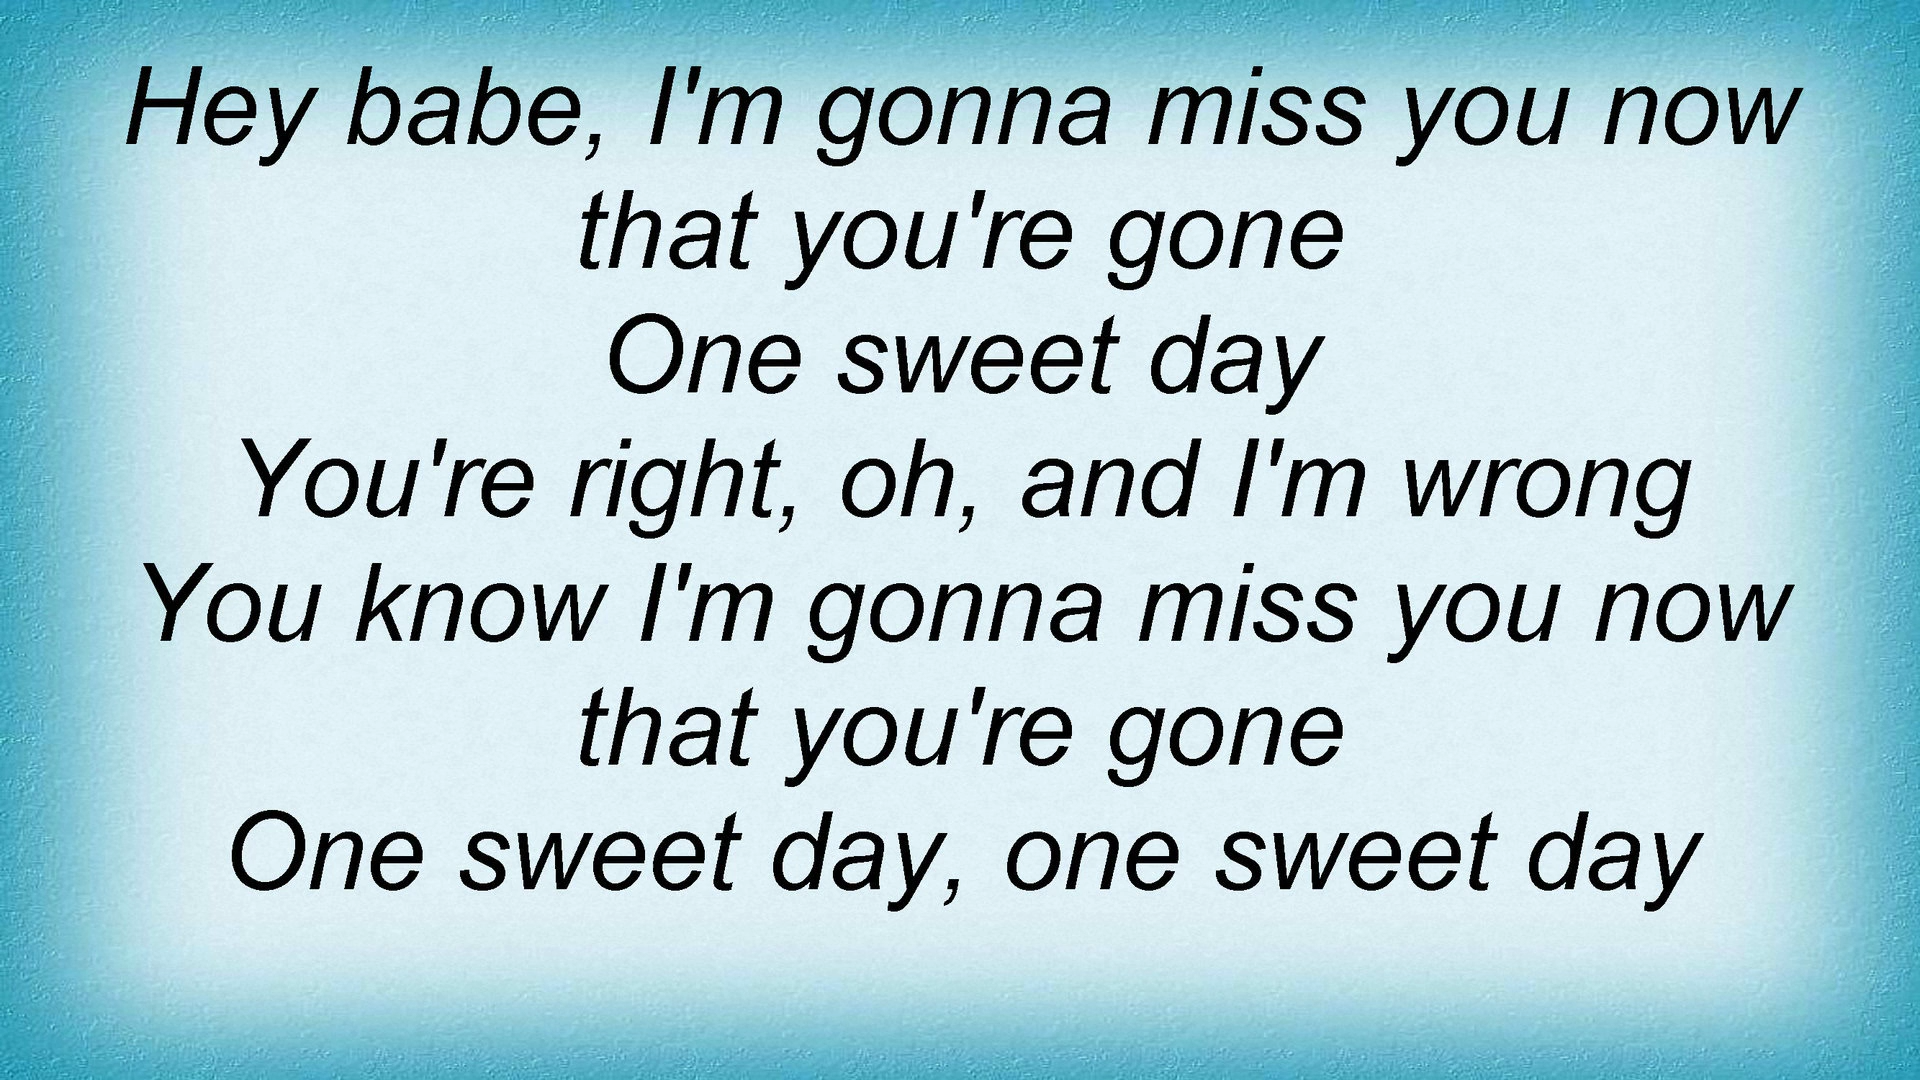 Hey babe, I'm gonna miss you now
that you're gone
One sweet day
You're right, oh, and I'm wrong
You know I'm gonna miss you now
that you're gone
One sweet day, one sweet day